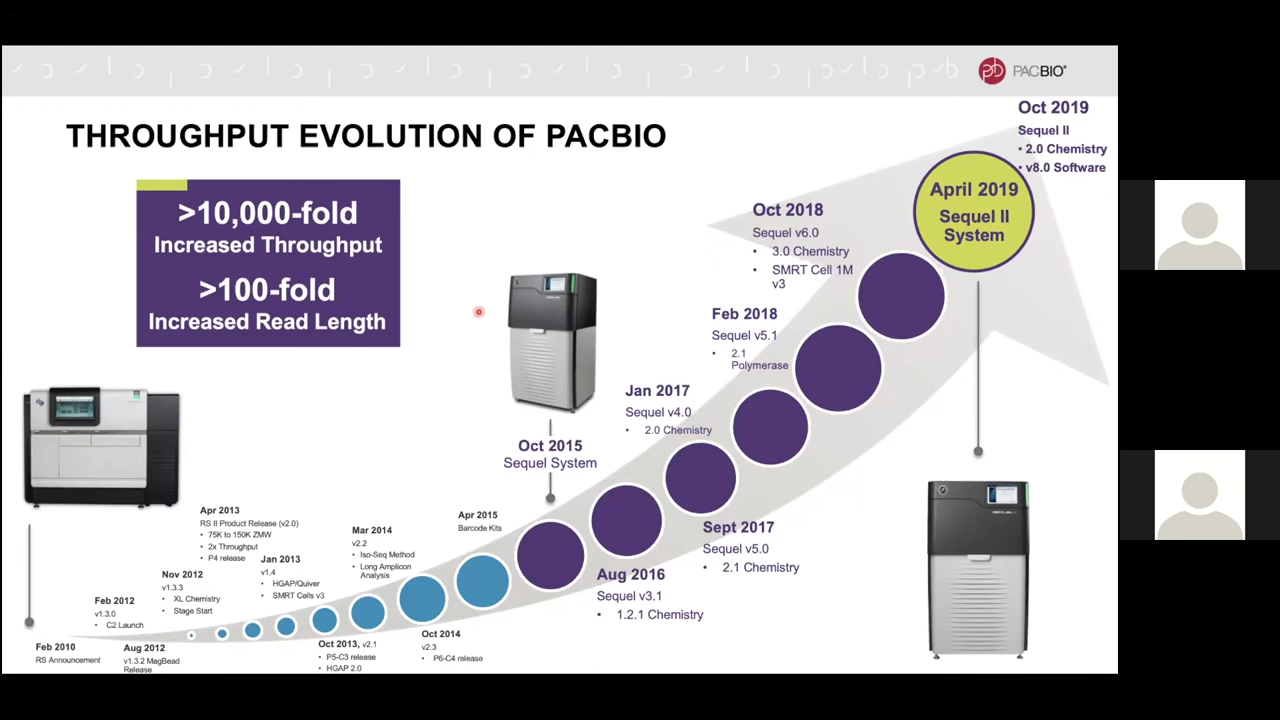 PACBIO®
THROUGHPUT EVOLUTION OF PACBIO
>10,000-fold
Increased Throughput
>100-fold
Increased Read Length
Feb 2010
RS Announcement
Feb 2012
v1.3.0
• C2 Launch
Aug 2012
v1.3.2 MagBead
Release
Nov 2012
v1.3.3
• XL Chemistry
• Stage Start
Jan 2013
v1.4
• HGAP/Quiver
• SMRT Cells v3
Apr 2013
RS II Product Release (v2.0)
• 75K to 150K ZMW
• 2x Throughput
• P4 release
Oct 2013, v2.1
• P5-C3 release
• HGAP 2.0
Mar 2014
v2.2
• Iso-Seq Method
• Long Amplicon
Analysis
Oct 2014
v2.3
• P6-C4 release
Apr 2015
Barcode Kits
Oct 2015
Sequel System
Aug 2016
Sequel v3.1
• 1.2.1 Chemistry
Jan 2017
Sequel v4.0
• 2.0 Chemistry
Sept 2017
Sequel v5.0
• 2.1 Chemistry
Feb 2018
Sequel v5.1
• 2.1
Polymerase
Oct 2018
Sequel v6.0
• 3.0 Chemistry
• SMRT Cell 1M
v3
April 2019
Sequel II
System
Oct 2019
Sequel II
• 2.0 Chemistry
• v8.0 Software